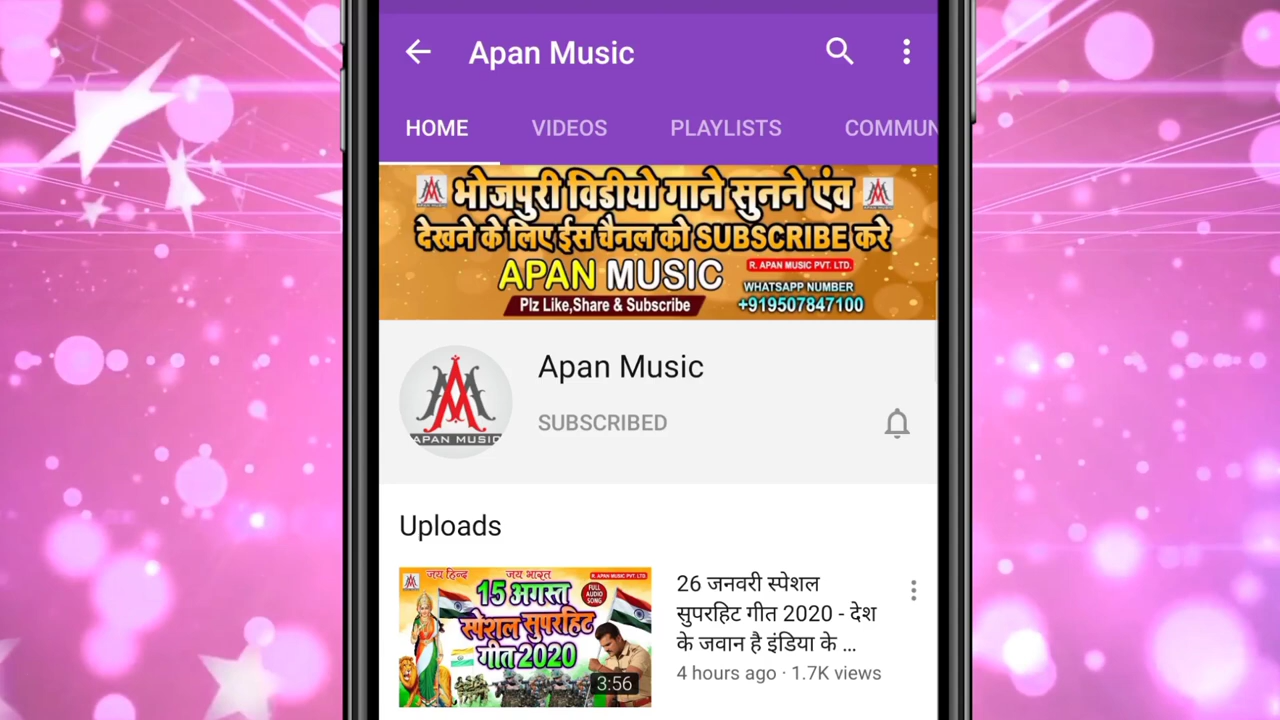 Apan Music
HOME VIDEOS PLAYLISTS COMMUN
भोजपुरी विडीयो गाने सुनने एंव
देखने के लिए ईस चैनल को SUBSCRIBE करे
APAN MUSIC
R. APAN MUSIC PVT. LTD.
WHATSAPP NUMBER
+919507847100
Plz Like,Share & Subscribe
Apan Music
SUBSCRIBED
APAN MUSIC
Uploads
जय हिन्द जय भारत
R. APAN MUSIC PVT. LTD
15 अगस्त
FULL AUDIO SONG
स्पेशल सुपरहिट
गीत 2020
3:56
26 जनवरी स्पेशल
सुपरहिट गीत 2020 - देश
के जवान है इंडिया के ...
4 hours ago · 1.7K views